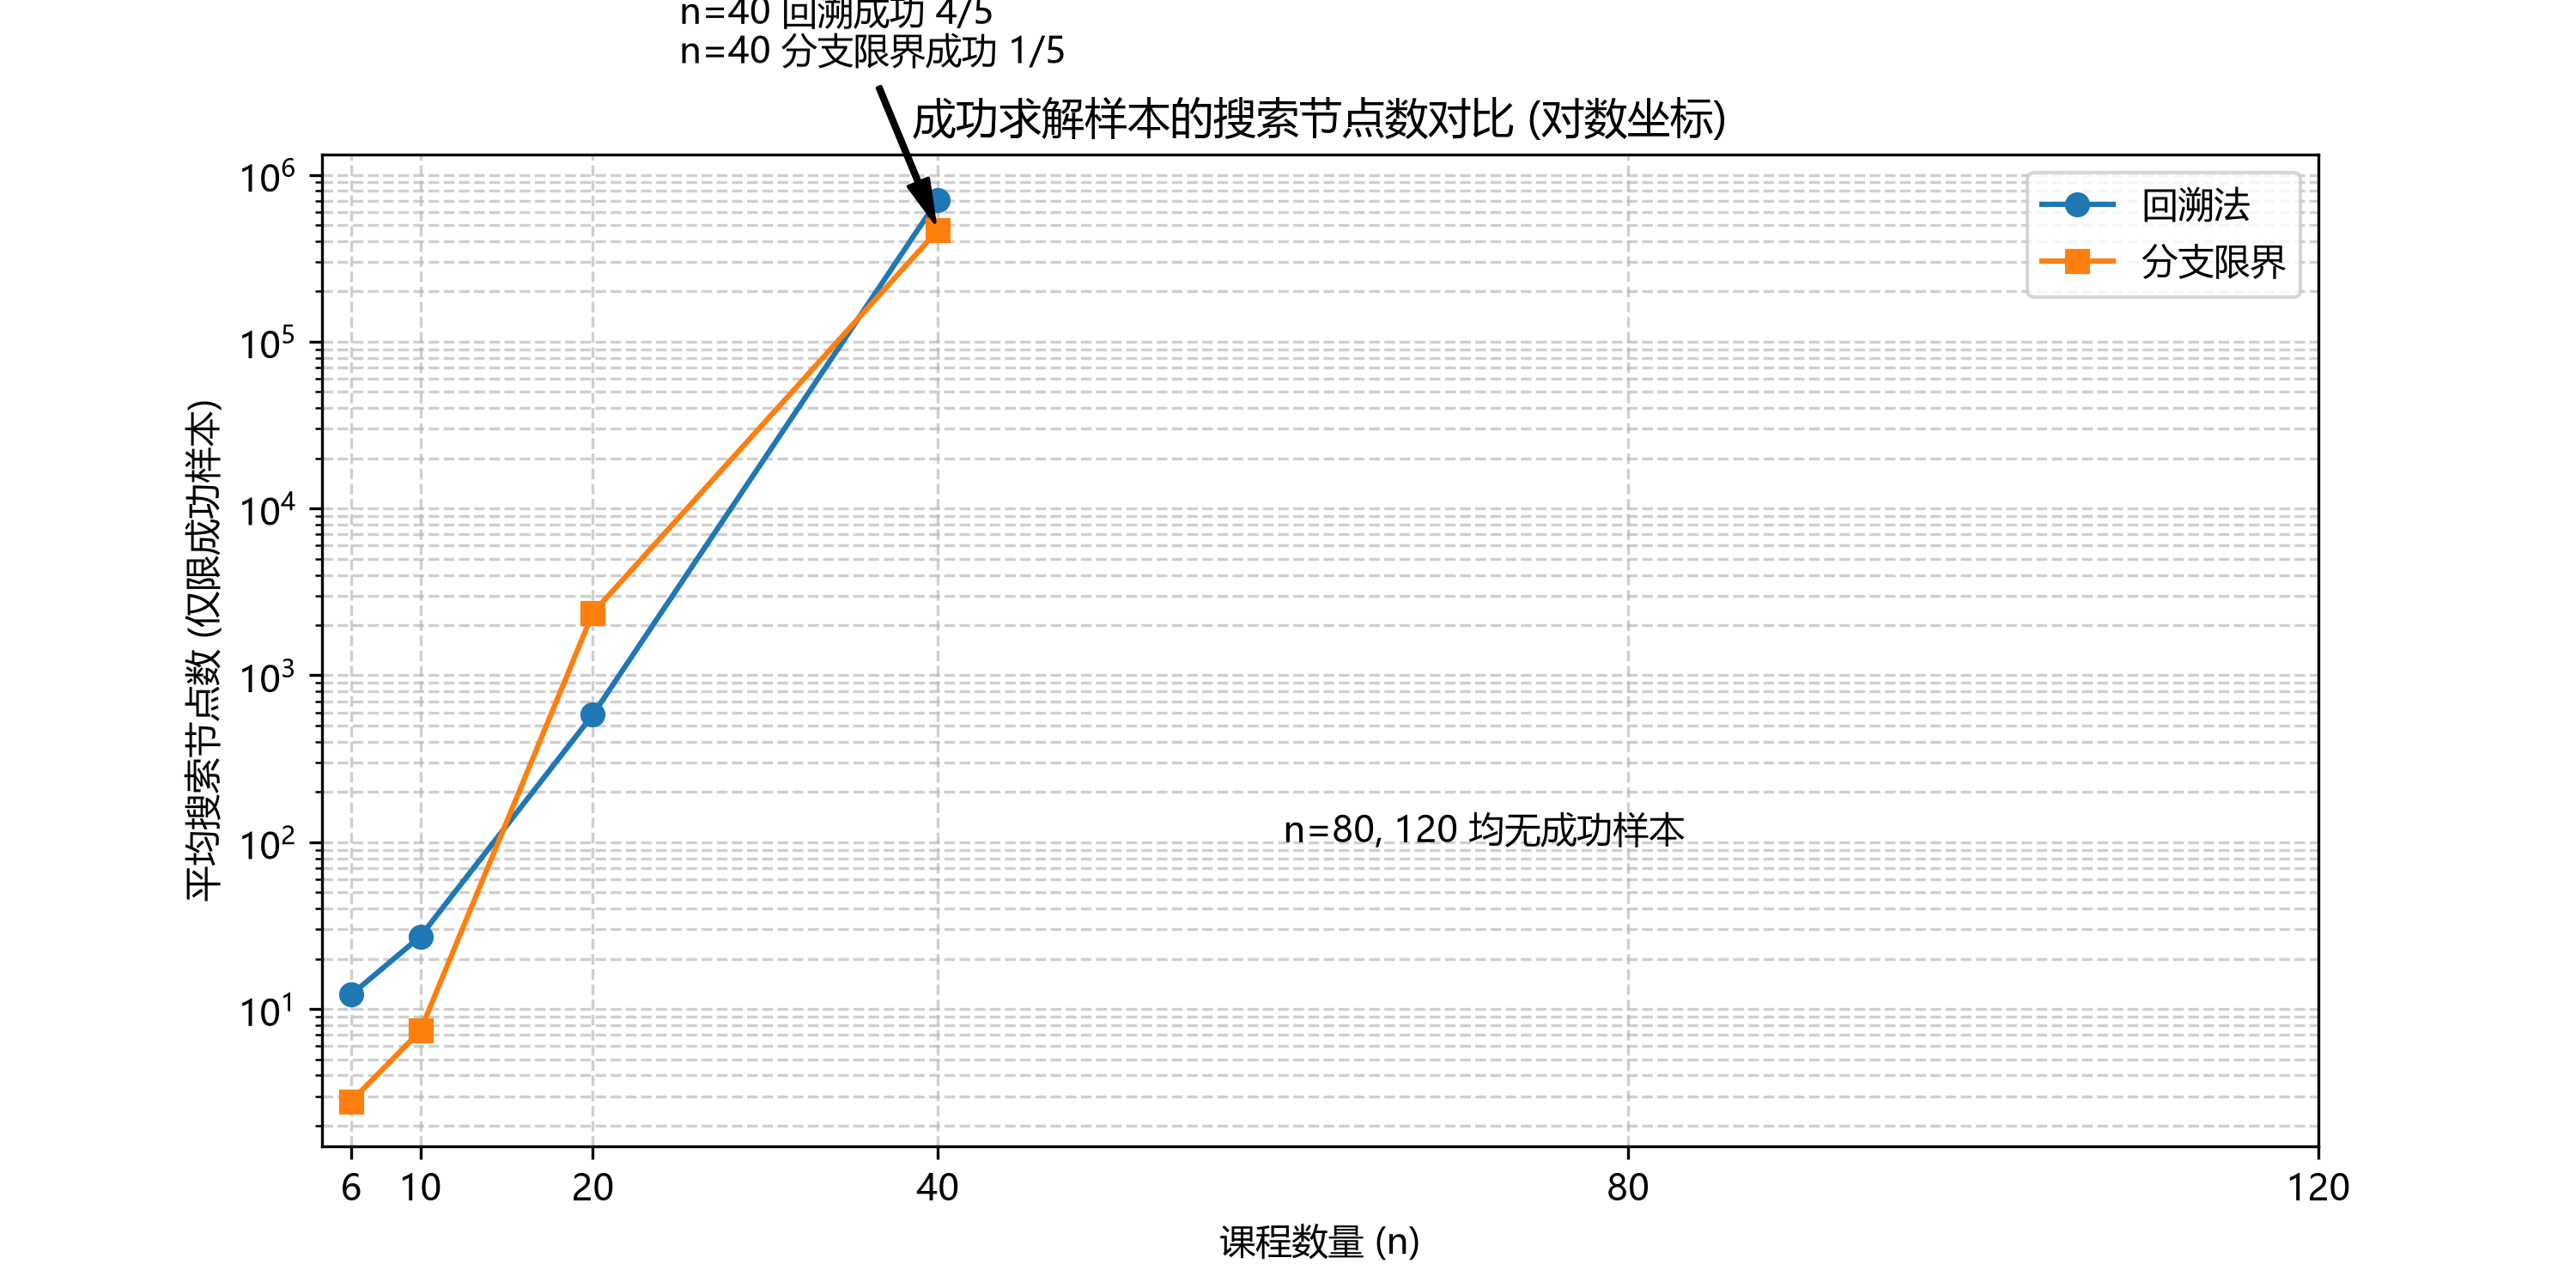 n=40 回溯成功 4/5
n=40 分支限界成功 1/5
成功求解样本的搜索节点数对比 (对数坐标)
回溯法
分支限界
平均搜索节点数 (仅限成功样本)
10⁶
10⁵
10⁴
10³
10²
10¹
n=80, 120 均无成功样本
6 10 20 40 80 120
课程数量 (n)